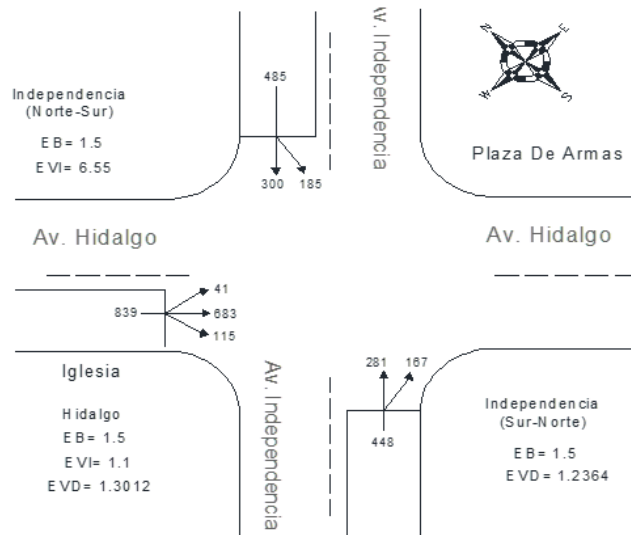 Av. Independencia
N
E
W
S
485
Independencia
(Norte-Sur)
EB= 1.5
EVI= 6.55
300
185
Plaza De Armas
Av. Hidalgo
Av. Hidalgo
839
41
683
115
Iglesia
Hidalgo
EB= 1.5
EVI= 1.1
EVD= 1.3012
Av. Independencia
281
167
448
Independencia
(Sur-Norte)
EB= 1.5
EVD= 1.2364